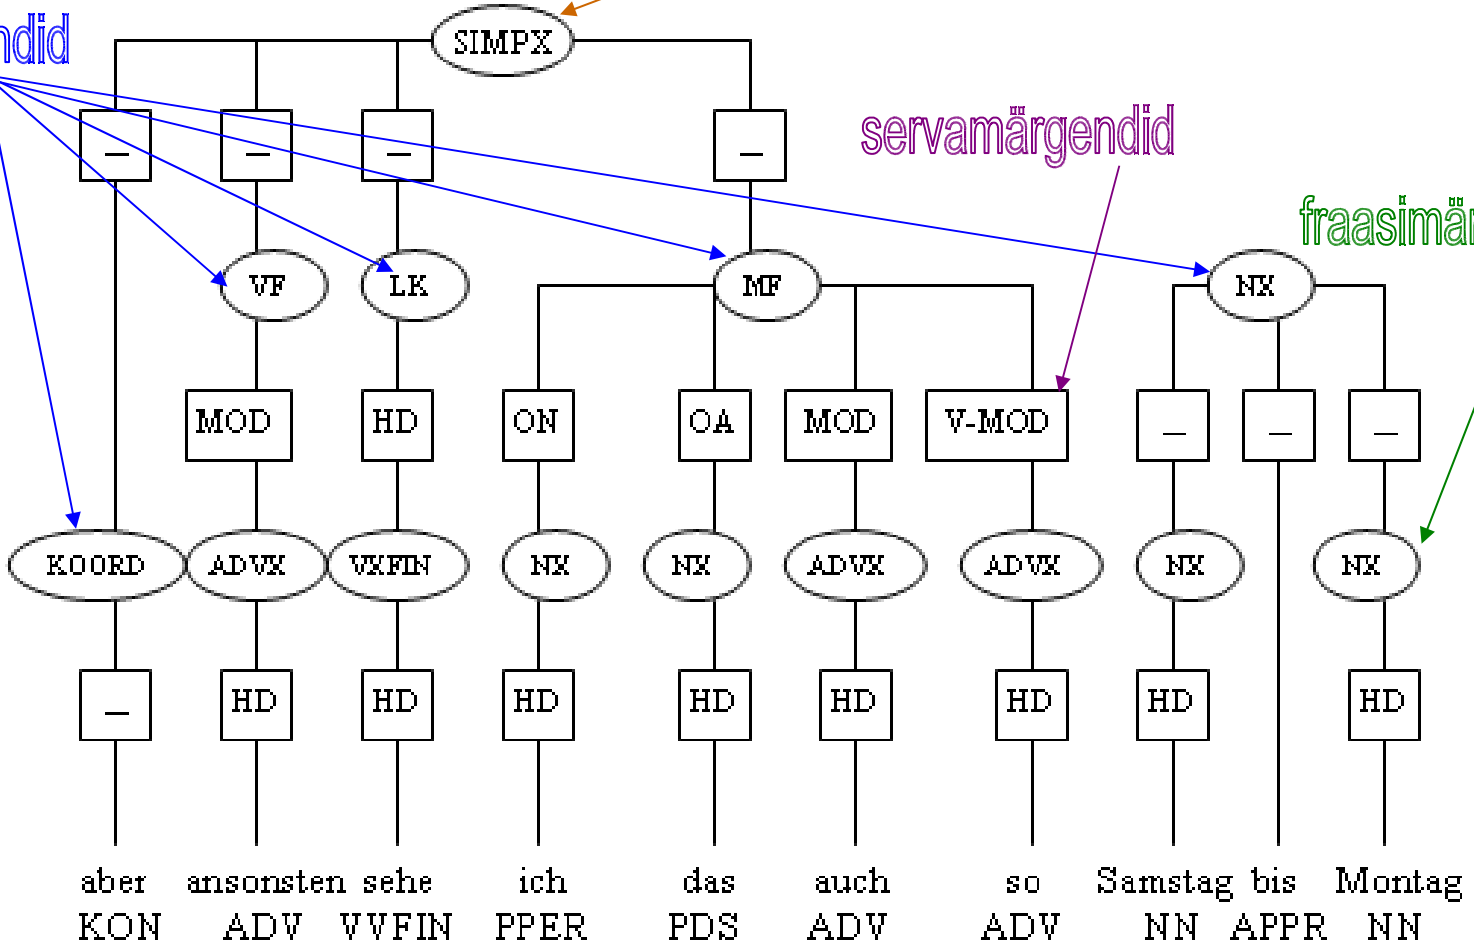 SIMPX
ndid
_ _ _ _
servamärgendid
fraasimär
VF LK MF NX
MOD HD ON OA MOD V-MOD _ _ _
KOORD ADVX VXFIN NX NX ADVX ADVX NX NX
_ HD HD HD HD HD HD HD HD
aber ansonsten sehe ich das auch so Samstag bis Montag
KON ADV VVFIN PPER PDS ADV ADV NN APPR NN